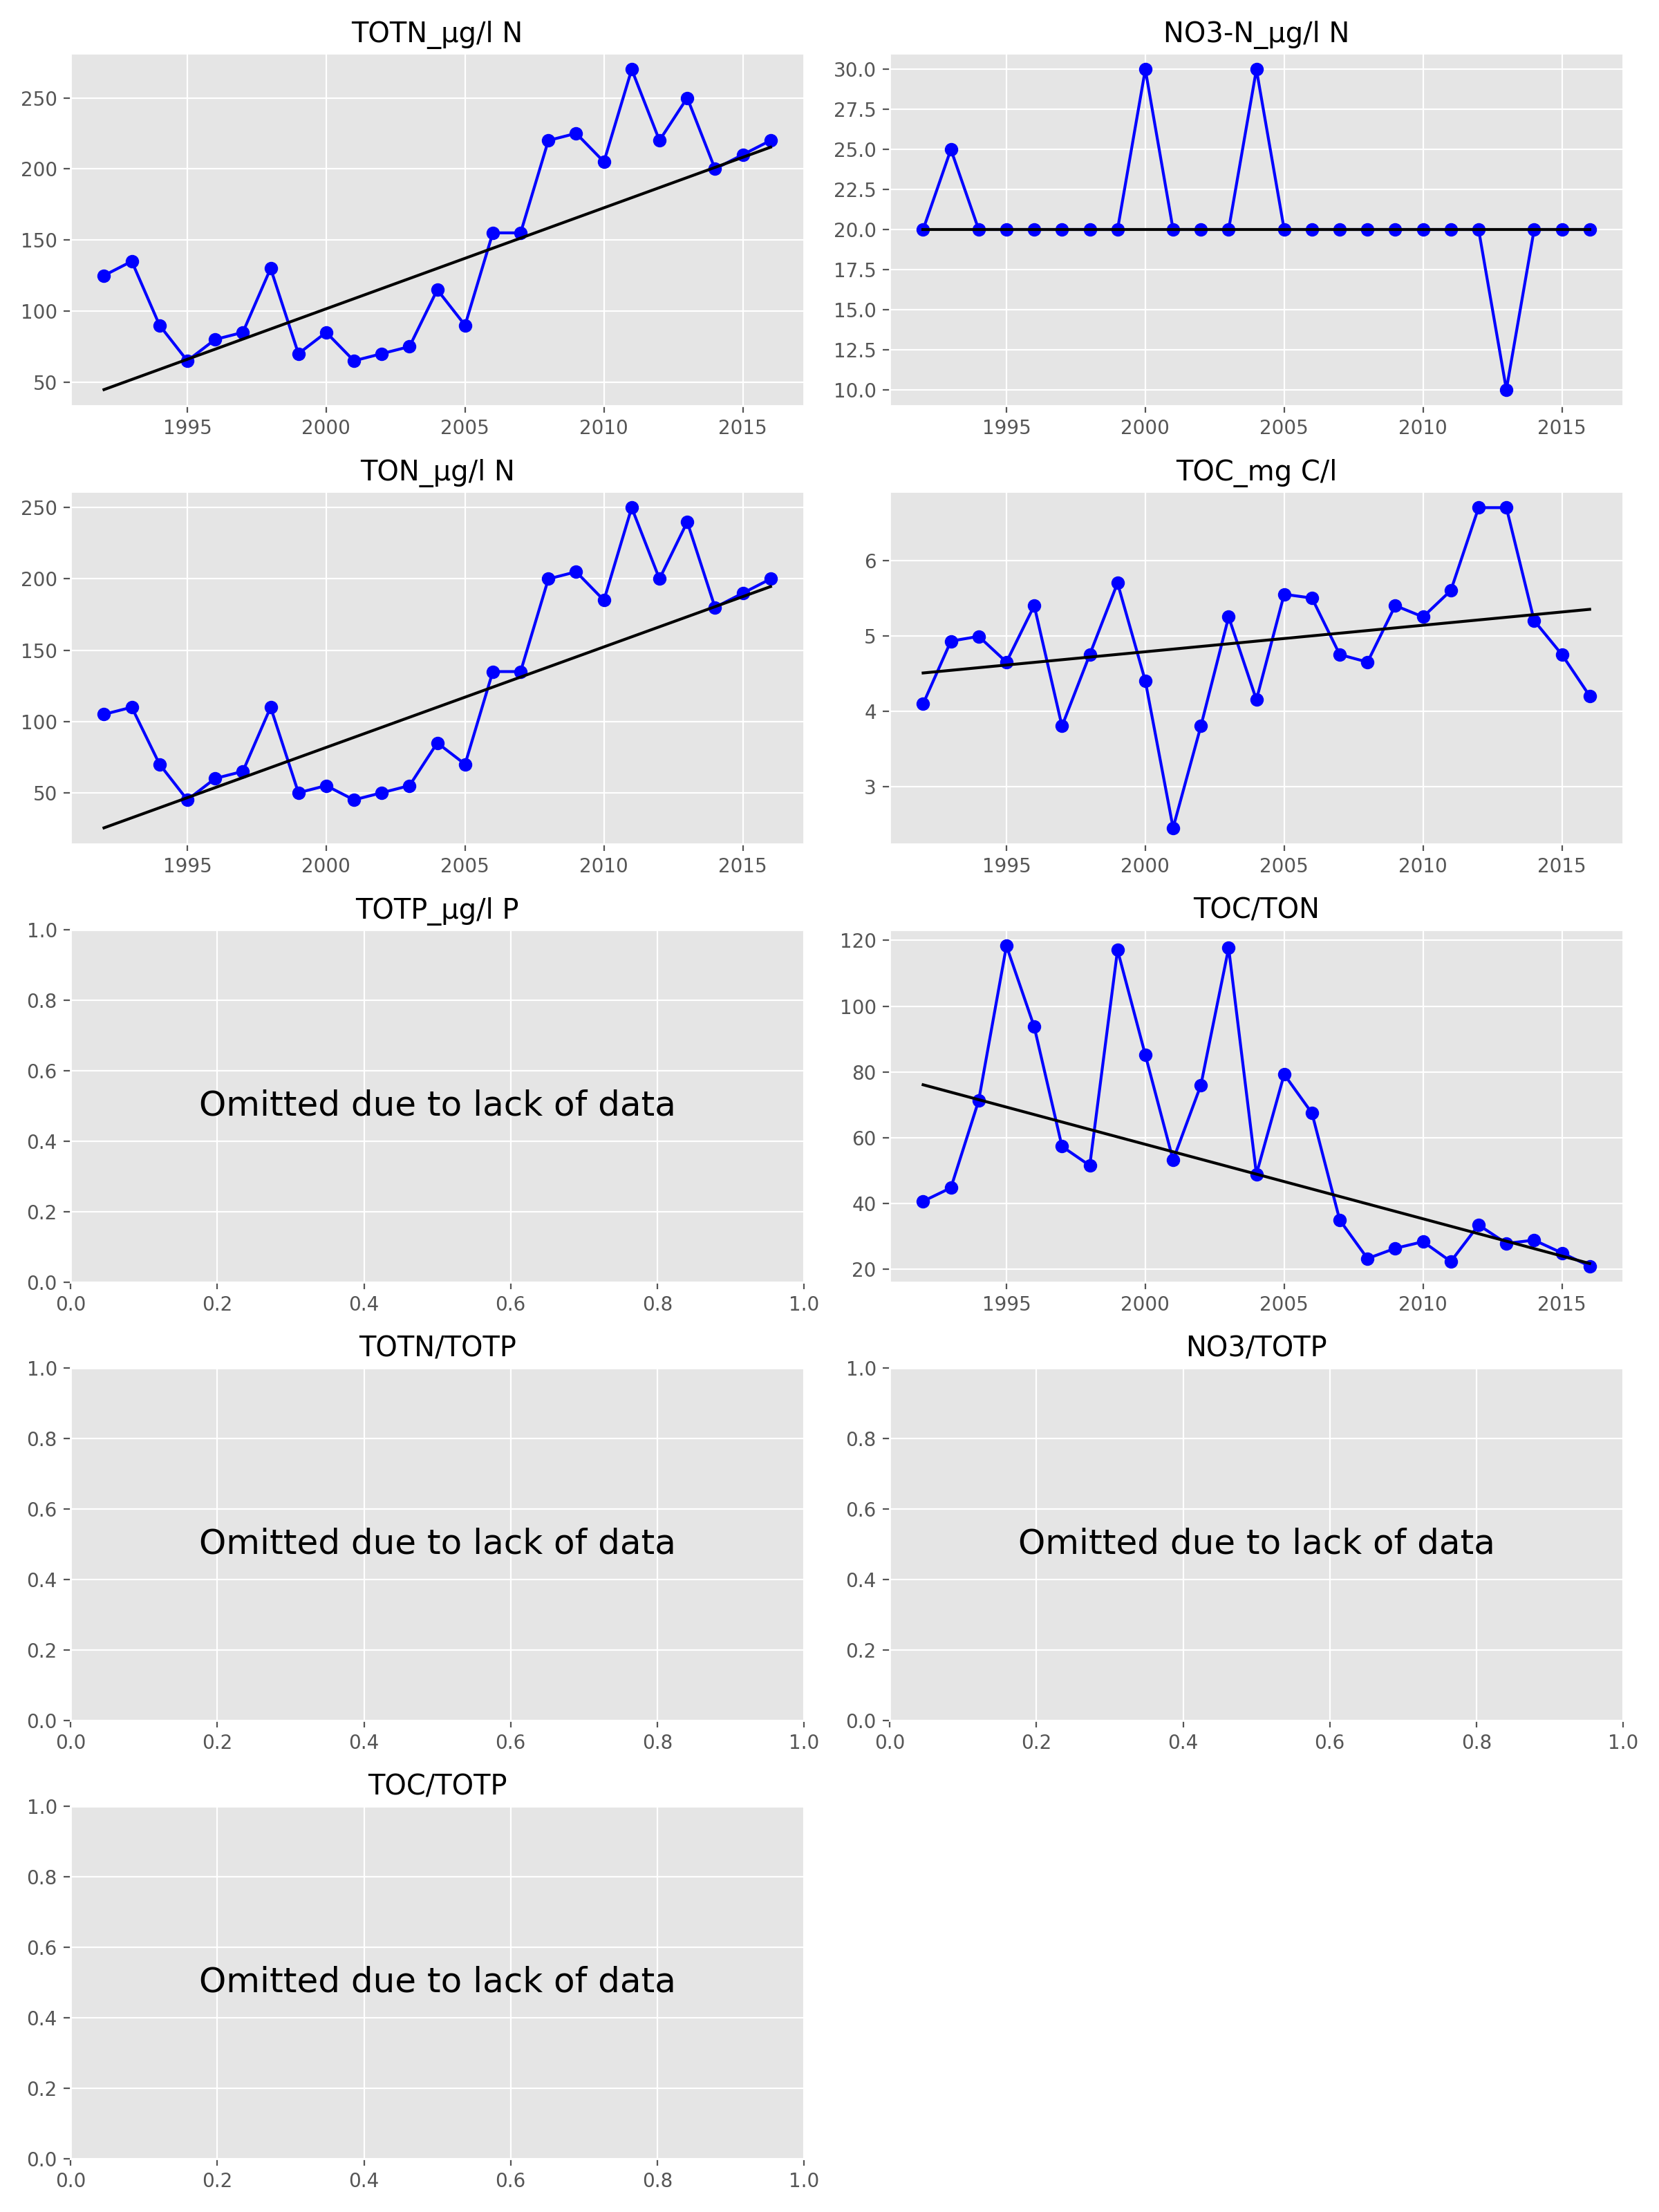 TOTN_µg/l N
250
200
150
100
50
1995 2000 2005 2010 2015
NO3-N_µg/l N
30.0
27.5
25.0
22.5
20.0
17.5
15.0
12.5
10.0
1995 2000 2005 2010 2015
TON_µg/l N
250
200
150
100
50
1995 2000 2005 2010 2015
TOC_mg C/l
6
5
4
3
1995 2000 2005 2010 2015
TOTP_µg/l P
1.0
0.8
0.6
Omitted due to lack of data
0.4
0.2
0.0
0.0 0.2 0.4 0.6 0.8 1.0
TOC/TON
120
100
80
60
40
20
1995 2000 2005 2010 2015
TOTN/TOTP
1.0
0.8
0.6
Omitted due to lack of data
0.4
0.2
0.0
0.0 0.2 0.4 0.6 0.8 1.0
NO3/TOTP
1.0
0.8
0.6
Omitted due to lack of data
0.4
0.2
0.0
0.0 0.2 0.4 0.6 0.8 1.0
TOC/TOTP
1.0
0.8
0.6
Omitted due to lack of data
0.4
0.2
0.0
0.0 0.2 0.4 0.6 0.8 1.0